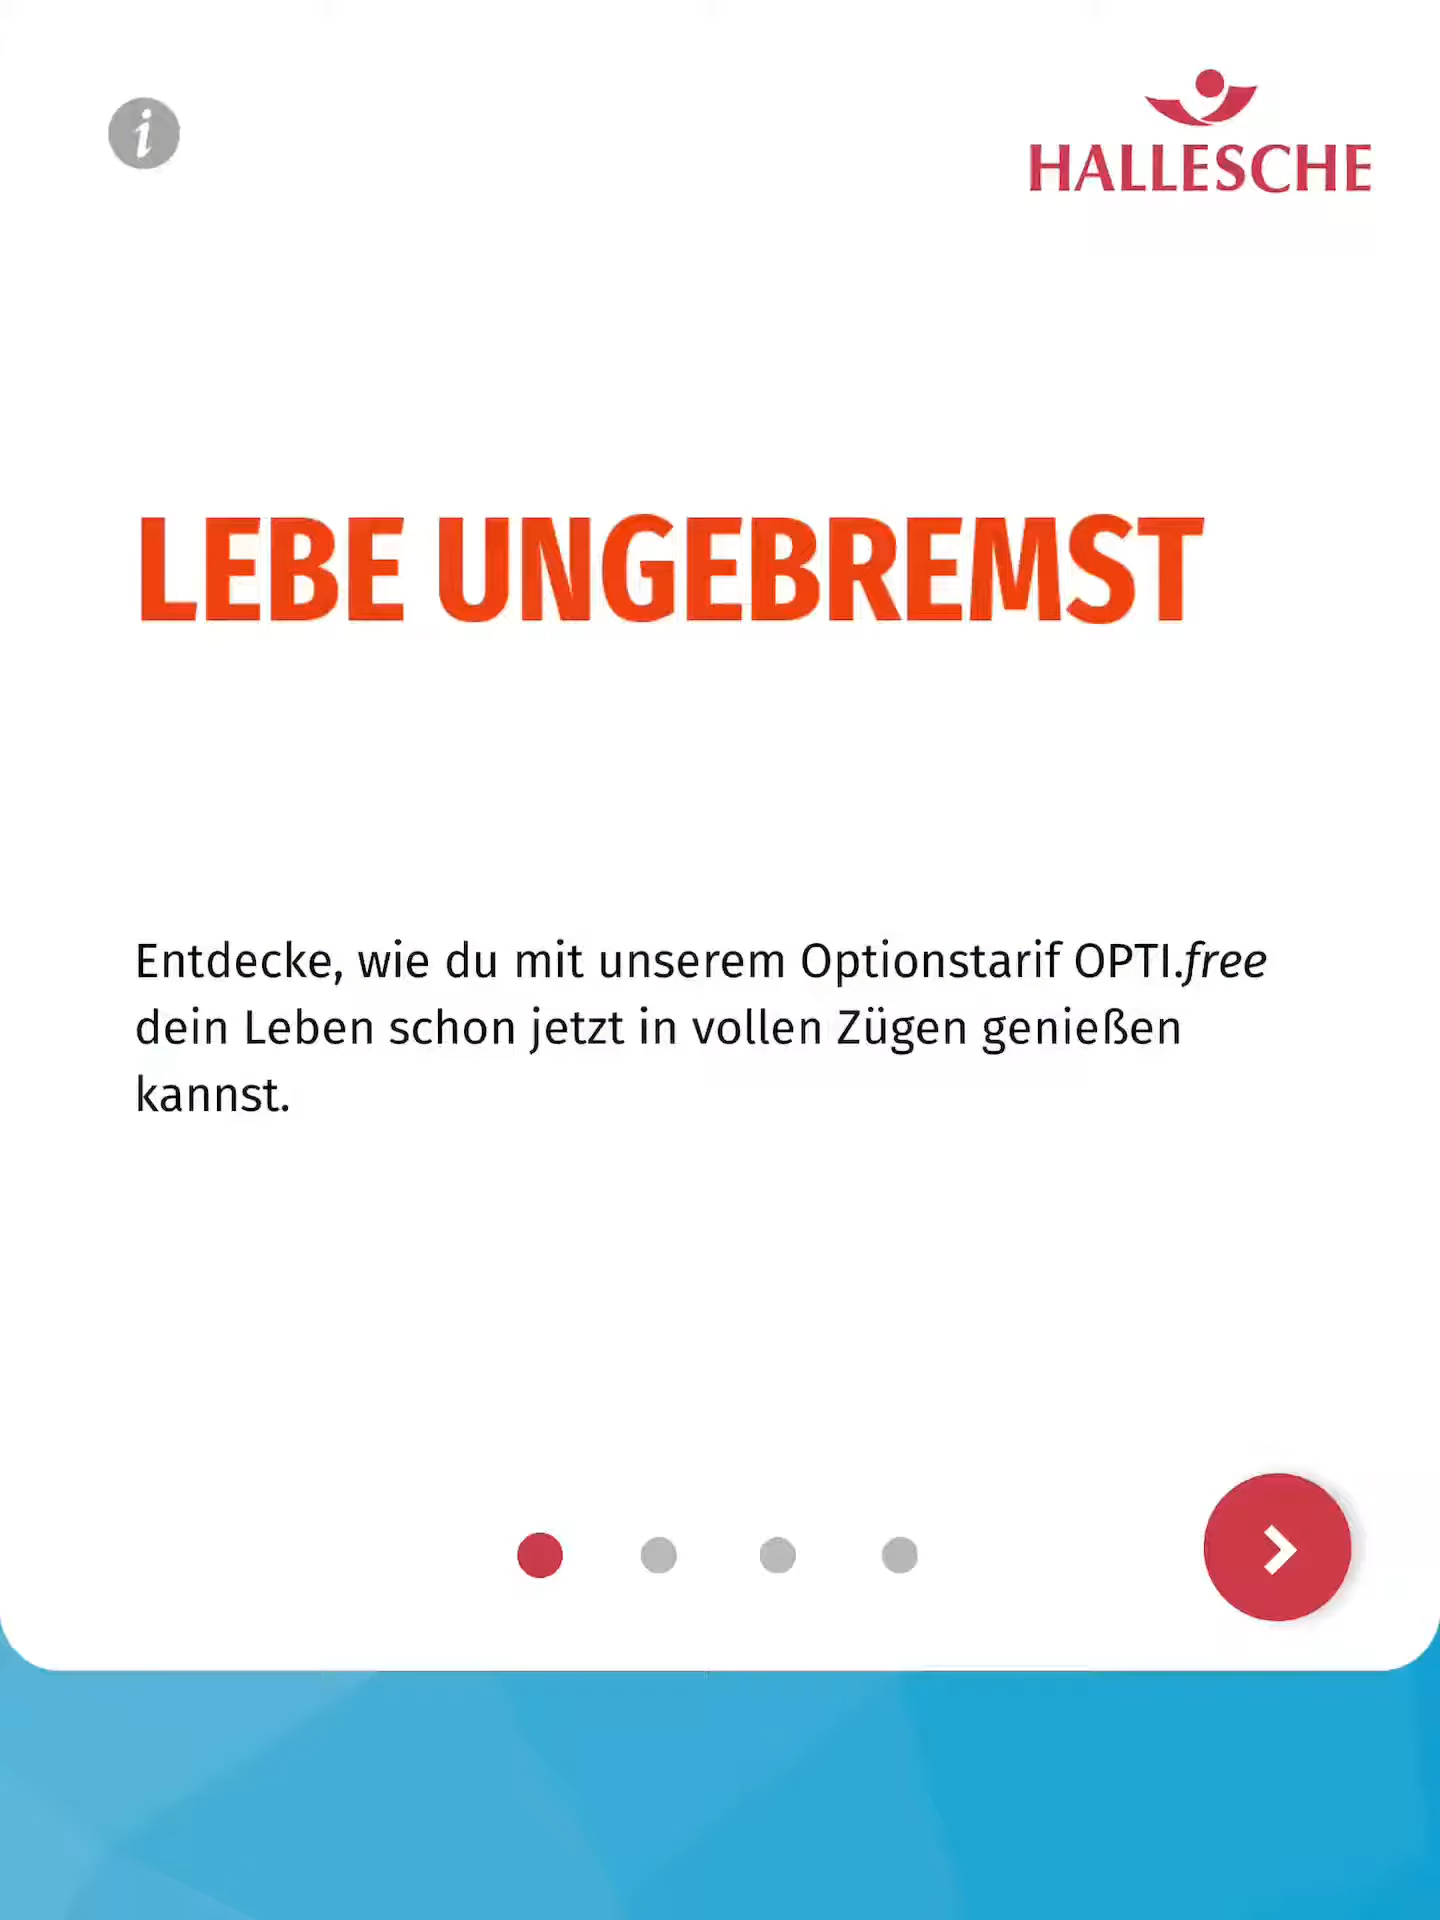 HALLESCHE
LEBE UNGEBREMST
Entdecke, wie du mit unserem Optionstarif OPTI.free
dein Leben schon jetzt in vollen Zügen genießen
kannst.